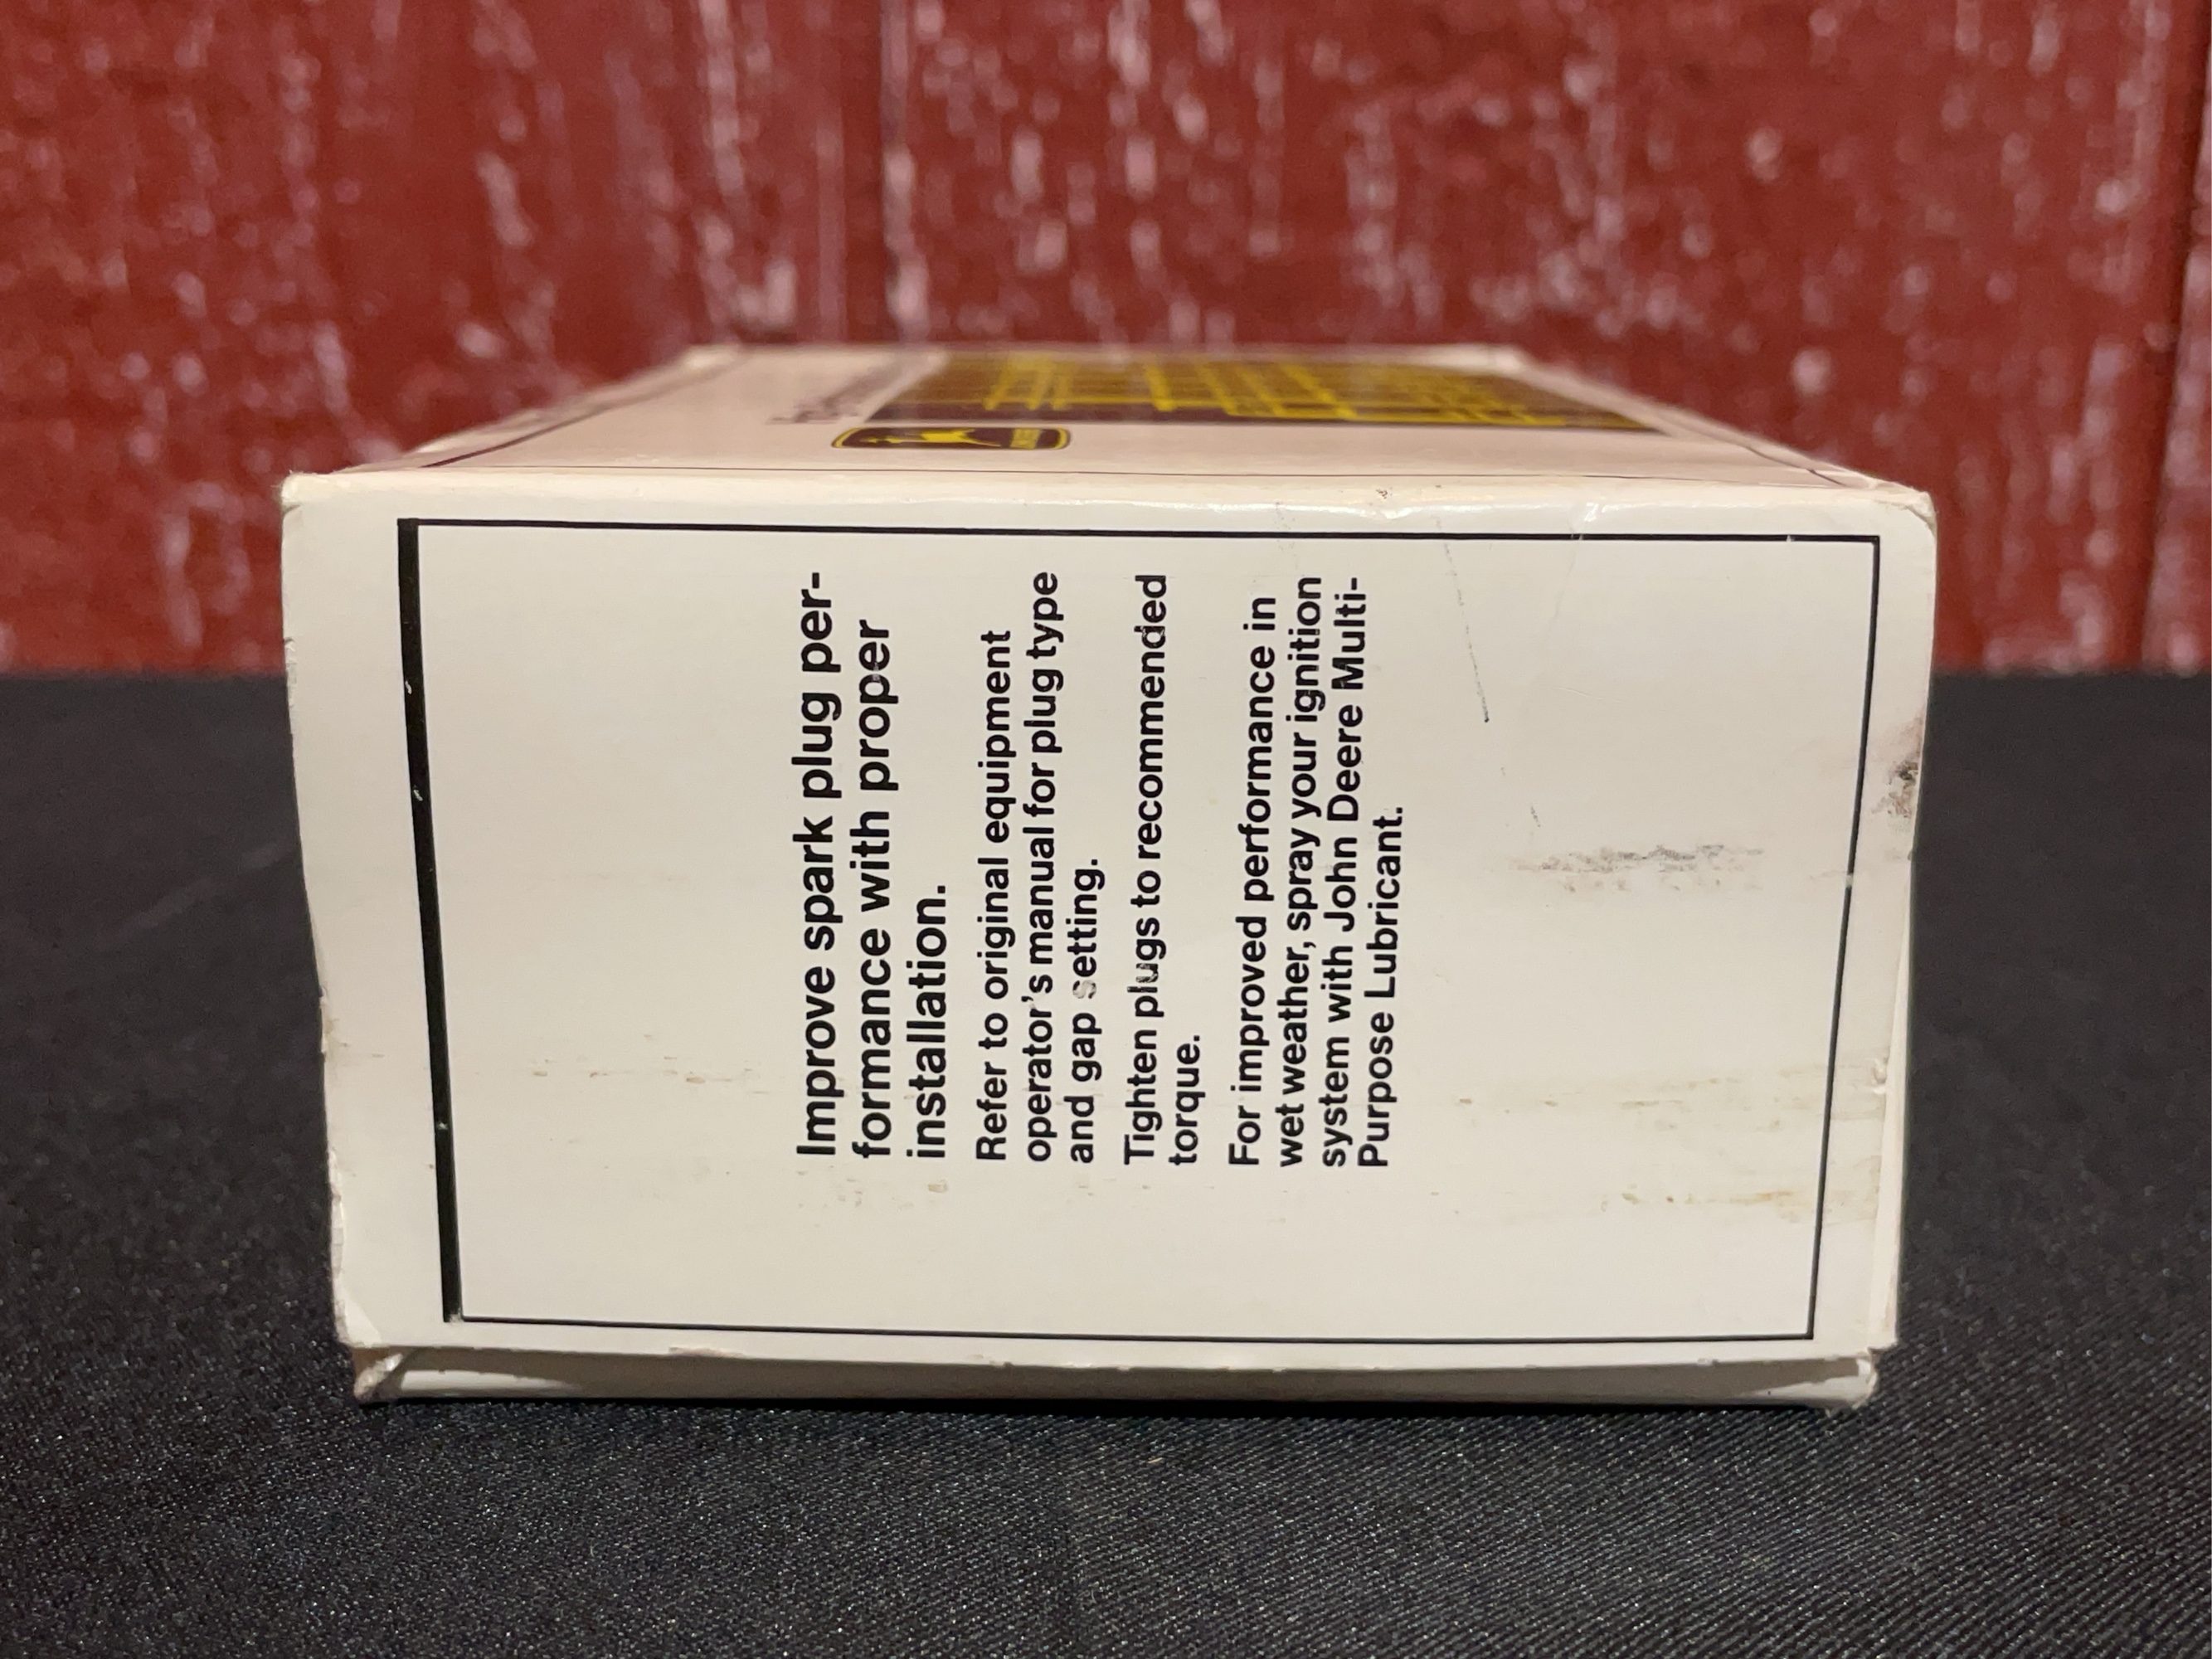 Improve spark plug per-
formance with proper
installation.
Refer to original equipment
operator's manual for plug type
and gap setting.
Tighten plugs to recommended
torque.
For improved performance in
wet weather, spray your ignition
system with John Deere Multi-
Purpose Lubricant.